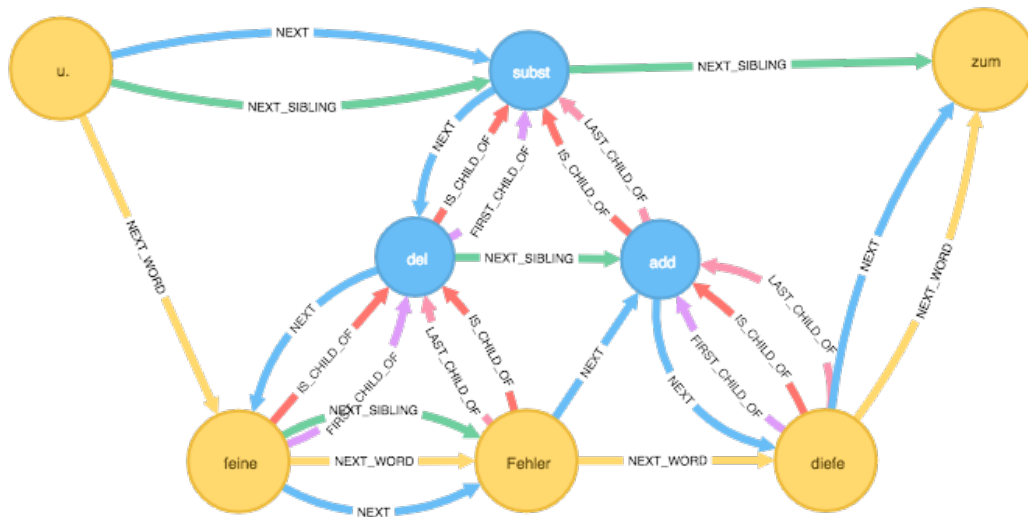 u.
NEXT
subst
NEXT_SIBLING
zum
NEXT_SIBLING
NEXT
IS_CHILD_OF
FIRST_CHILD_OF
IS_CHILD_OF
LAST_CHILD_OF
NEXT_WORD
del
NEXT_SIBLING
add
NEXT
NEXT_WORD
NEXT
IS_CHILD_OF
FIRST_CHILD_OF
LAST_CHILD_OF
IS_CHILD_OF
NEXT
NEXT
FIRST_CHILD_OF
IS_CHILD_OF
LAST_CHILD_OF
NEXT_SIBLING
feine
NEXT_WORD
Fehler
NEXT_WORD
diefe
NEXT